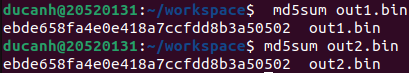 ducanh@20520131:~/workspace$  md5sum out1.bin
ebde658fa4e0e418a7ccfdd8b3a50502  out1.bin
ducanh@20520131:~/workspace$ md5sum out2.bin
ebde658fa4e0e418a7ccfdd8b3a50502  out2.bin